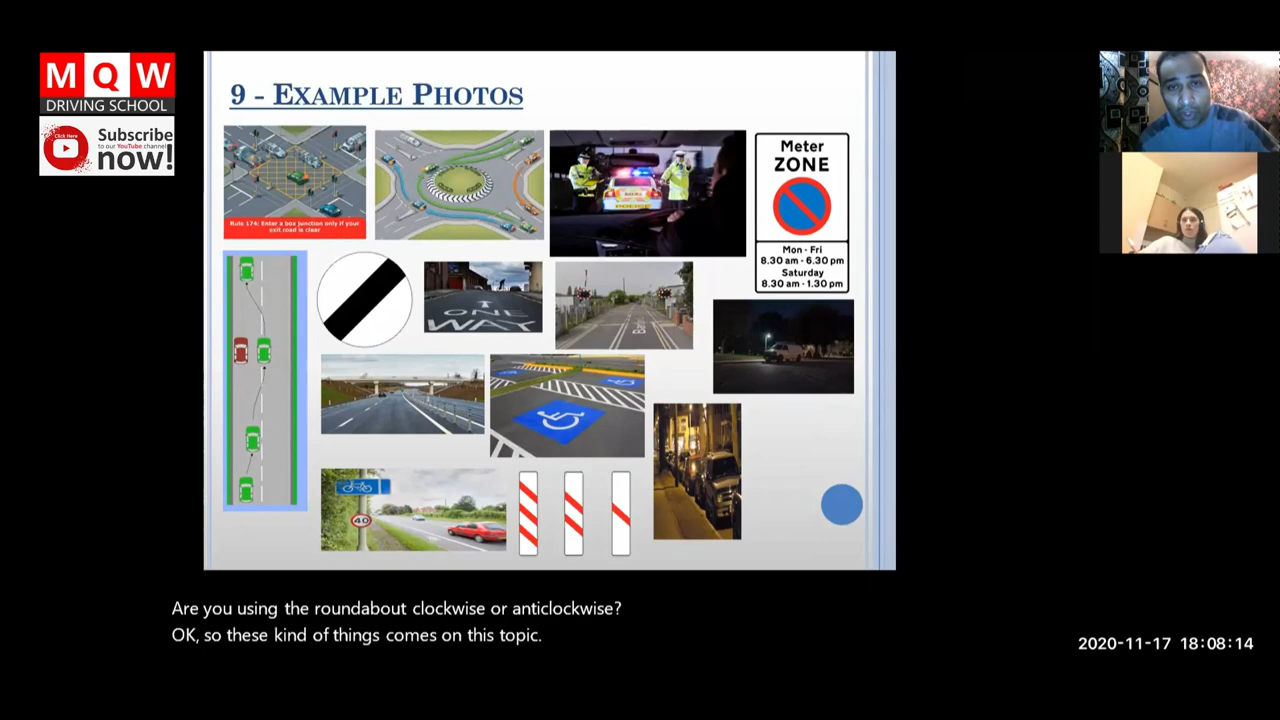 MQW
DRIVING SCHOOL
Click Here
Subscribe
to our YouTube channel
now!
9 - EXAMPLE PHOTOS
Rule 174: Enter a box junction only if your
exit road is clear
POLICE
Meter
ZONE
Mon - Fri
8.30 am - 6.30 pm
Saturday
8.30 am - 1.30 pm
ONE
WAY
40
Are you using the roundabout clockwise or anticlockwise?
OK, so these kind of things comes on this topic.
2020-11-17 18:08:14